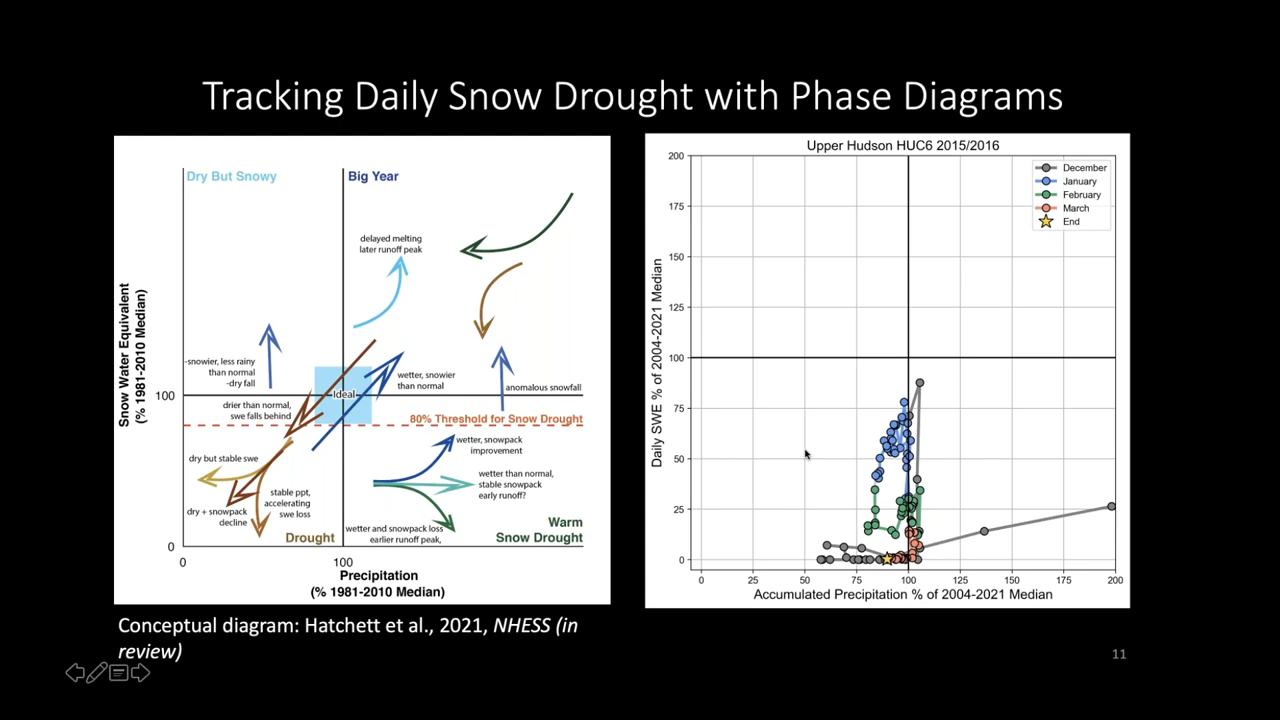 Tracking Daily Snow Drought with Phase Diagrams
Dry But Snowy
Big Year
delayed melting
later runoff peak
-snowier, less rainy
than normal
-dry fall
Ideal
wetter, snowier
than normal
anomalous snowfall
drier than normal,
swe falls behind
80% Threshold for Snow Drought
dry but stable swe
wetter, snowpack
improvement
wetter than normal,
stable snowpack
early runoff?
stable ppt,
accelerating
swe loss
dry + snowpack
decline
wetter and snowpack loss
earlier runoff peak,
Drought
Warm
Snow Drought
Snow Water Equivalent
(% 1981-2010 Median)
100
0
0
100
Precipitation
(% 1981-2010 Median)
Conceptual diagram: Hatchett et al., 2021, NHESS (in
review)
Upper Hudson HUC6 2015/2016
December
January
February
March
End
Daily SWE % of 2004-2021 Median
200
175
150
125
100
75
50
25
0
0 25 50 75 100 125 150 175 200
Accumulated Precipitation % of 2004-2021 Median
11